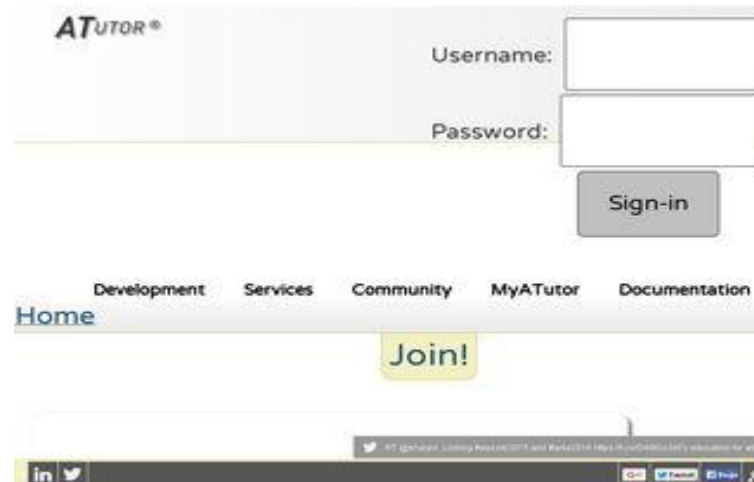 ATUTOR®
Username:
Password:
Sign-in
Development Services Community MyATutor Documentation
Home
Join!
in